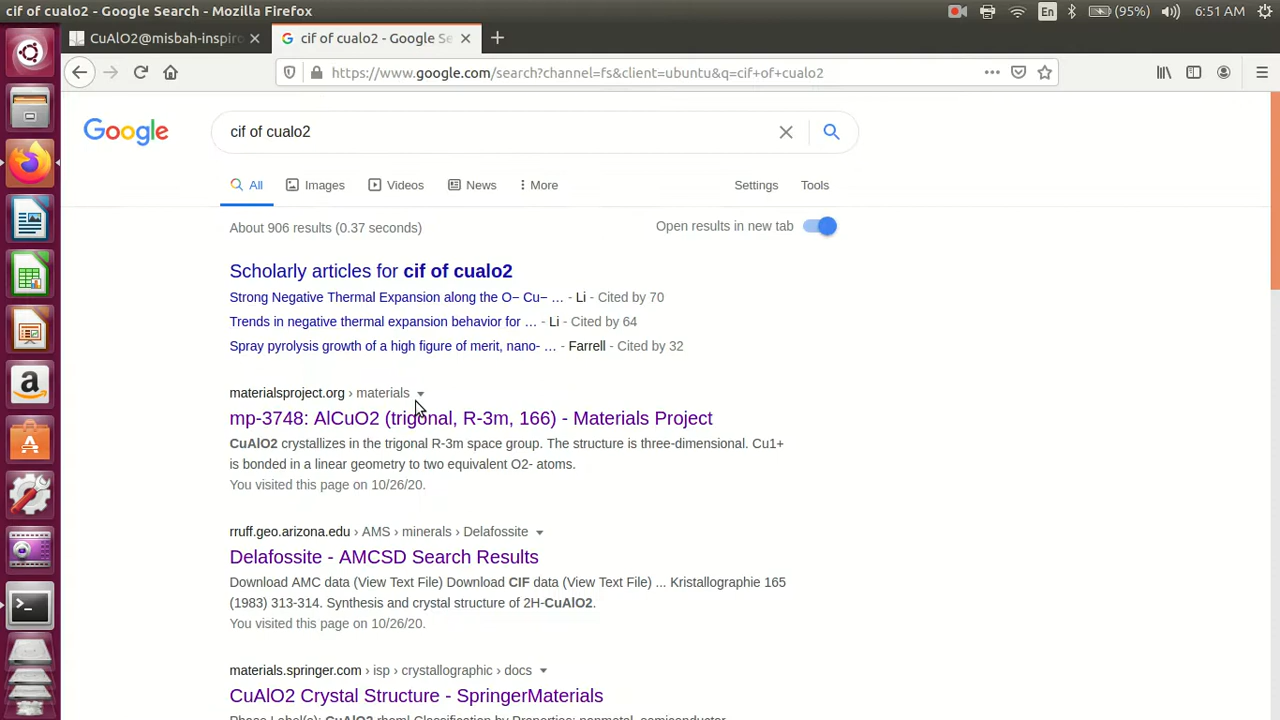 cif of cualo2 - Google Search - Mozilla Firefox
En
(95%)
6:51 AM
CuAlO2@misbah-inspiro
cif of cualo2 - Google Se
https://www.google.com/search?channel=fs&client=ubuntu&q=cif+of+cualo2
Google
cif of cualo2
All
Images
Videos
News
More
Settings
Tools
About 906 results (0.37 seconds)
Open results in new tab
Scholarly articles for cif of cualo2
Strong Negative Thermal Expansion along the O− Cu− … - Li - Cited by 70
Trends in negative thermal expansion behavior for … - Li - Cited by 64
Spray pyrolysis growth of a high figure of merit, nano- … - Farrell - Cited by 32
materialsproject.org › materials
mp-3748: AlCuO2 (trigonal, R-3m, 166) - Materials Project
CuAlO2 crystallizes in the trigonal R-3m space group. The structure is three-dimensional. Cu1+
is bonded in a linear geometry to two equivalent O2- atoms.
You visited this page on 10/26/20.
rruff.geo.arizona.edu › AMS › minerals › Delafossite
Delafossite - AMCSD Search Results
Download AMC data (View Text File) Download CIF data (View Text File) ... Kristallographie 165
(1983) 313-314. Synthesis and crystal structure of 2H-CuAlO2.
You visited this page on 10/26/20.
materials.springer.com › isp › crystallographic › docs
CuAlO2 Crystal Structure - SpringerMaterials
Phase Label(s): CuAlO2 rhom Classification by Properties: nonmetal, semiconductor